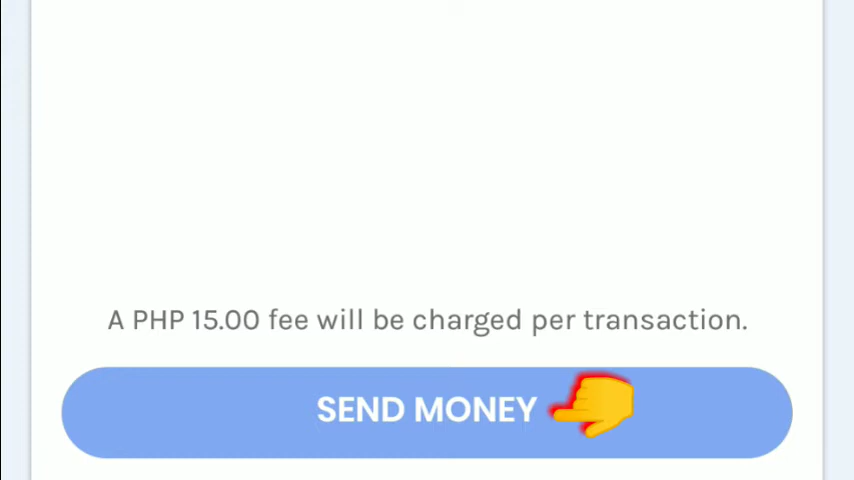 A PHP 15.00 fee will be charged per transaction.
SEND MONEY